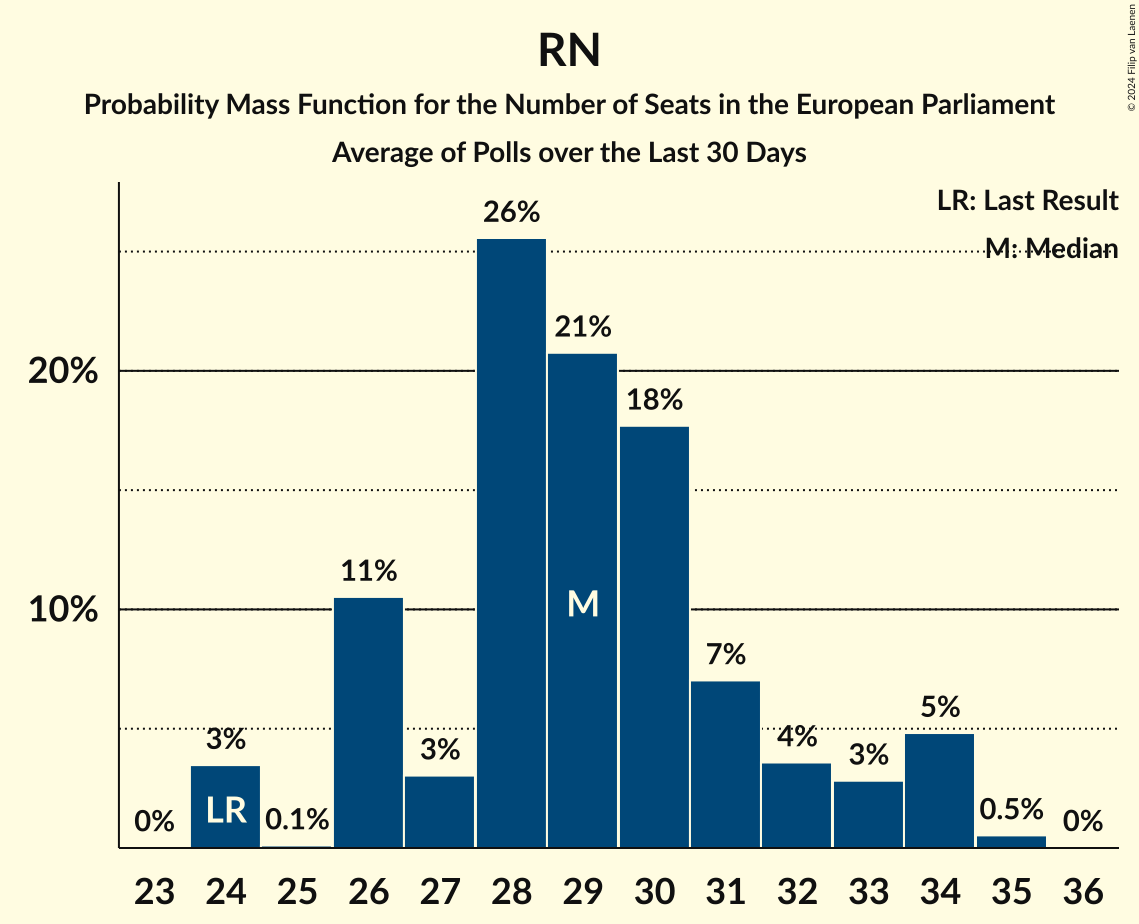 RN
Probability Mass Function for the Number of Seats in the European Parliament
Average of Polls over the Last 30 Days
© 2024 Filip van Laenen
LR: Last Result
M: Median
26%
21%
20%
18%
11%
10%
M
7%
5%
3%
4%
3%
3%
LR
0%
0.1%
0.5%
0%
23 24 25 26 27 28 29 30 31 32 33 34 35 36